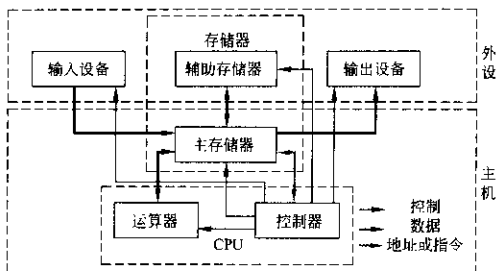 存储器
输入设备
辅助存储器
输出设备
外设
主存储器
主机
运算器
控制器
CPU
控制
数据
地址或指令